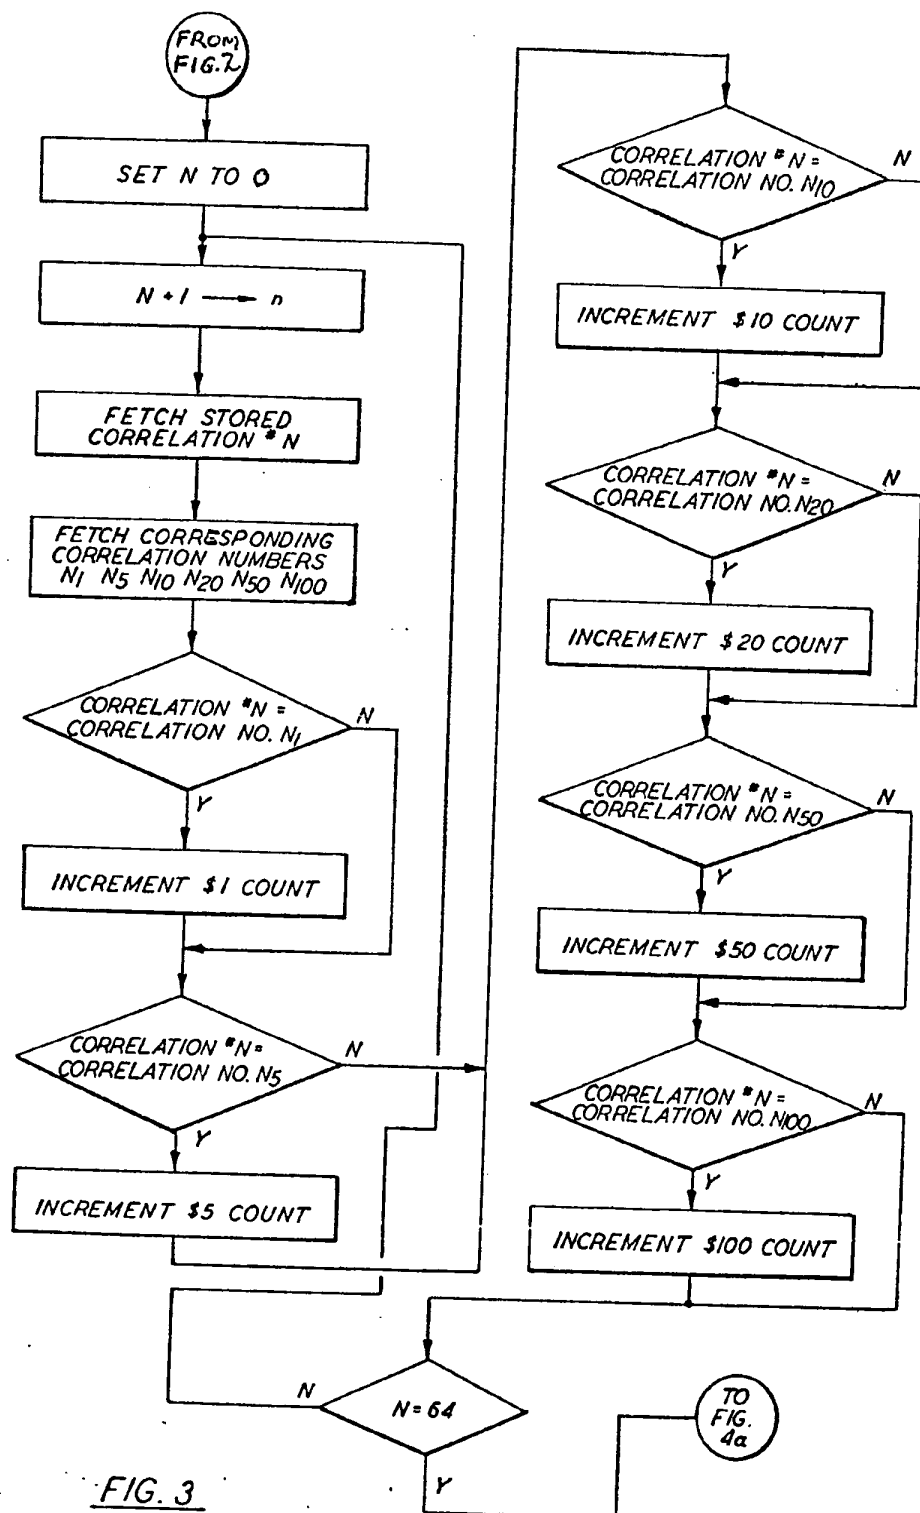 FROM
FIG.2
SET N TO 0
N + 1 → n
FETCH STORED
CORRELATION # N
FETCH CORRESPONDING
CORRELATION NUMBERS
N1 N5 N10 N20 N50 N100
CORRELATION #N =
CORRELATION NO. N1
N
Y
INCREMENT $1 COUNT
CORRELATION #N =
CORRELATION NO. N5
N
Y
INCREMENT $5 COUNT
CORRELATION #N =
CORRELATION NO. N10
N
Y
INCREMENT $10 COUNT
CORRELATION #N =
CORRELATION NO. N20
N
Y
INCREMENT $20 COUNT
CORRELATION #N =
CORRELATION NO. N50
N
Y
INCREMENT $50 COUNT
CORRELATION #N =
CORRELATION NO. N100
N
Y
INCREMENT $100 COUNT
N = 64
N
Y
TO
FIG.
4a
FIG. 3